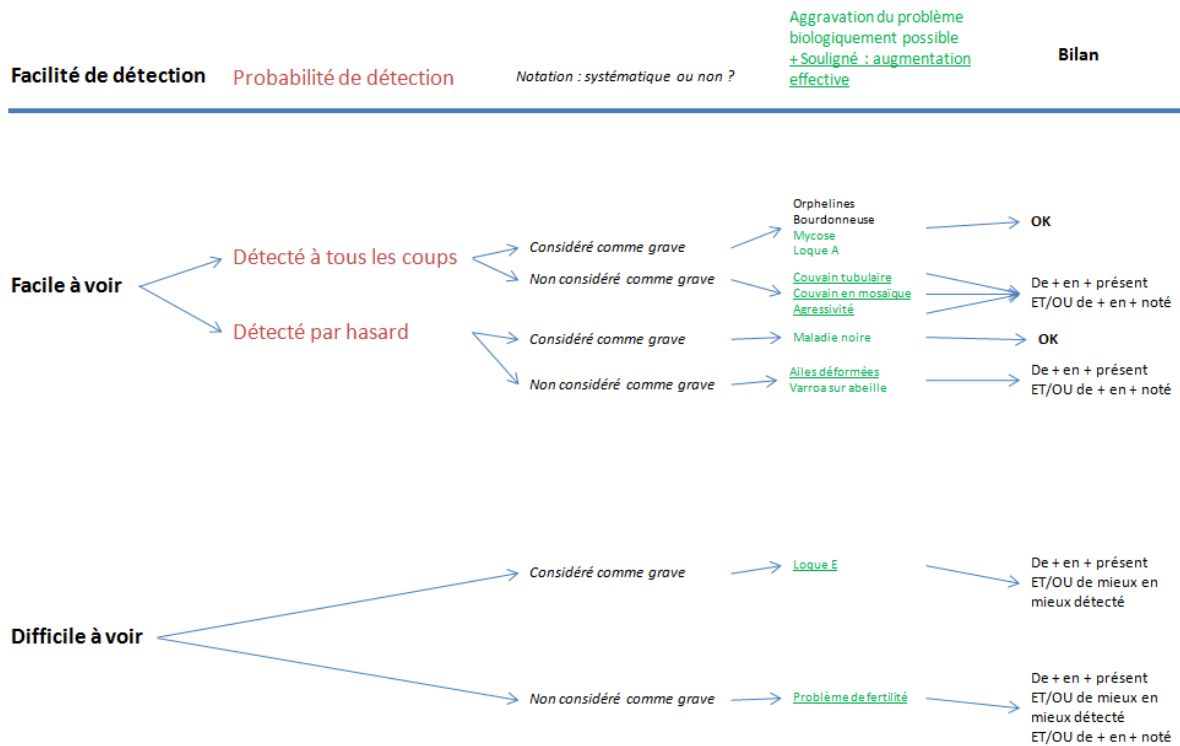 Facilité de détection
Probabilité de détection
Notation : systématique ou non ?
Aggravation du problème
biologiquement possible
+ Souligné : augmentation
effective
Bilan
Facile à voir
Détecté à tous les coups
Considéré comme grave
Orphelines
Bourdonneuse
Mycose
Loque A
OK
Non considéré comme grave
Couvain tubulaire
Couvain en mosaïque
Agressivité
De + en + présent
ET/OU de + en + noté
Détecté par hasard
Considéré comme grave
Maladie noire
OK
Non considéré comme grave
Ailes déformées
Varroa sur abeille
De + en + présent
ET/OU de + en + noté
Difficile à voir
Considéré comme grave
Loque E
De + en + présent
ET/OU de mieux en
mieux détecté
Non considéré comme grave
Problème de fertilité
De + en + présent
ET/OU de mieux en
mieux détecté
ET/OU de + en + noté